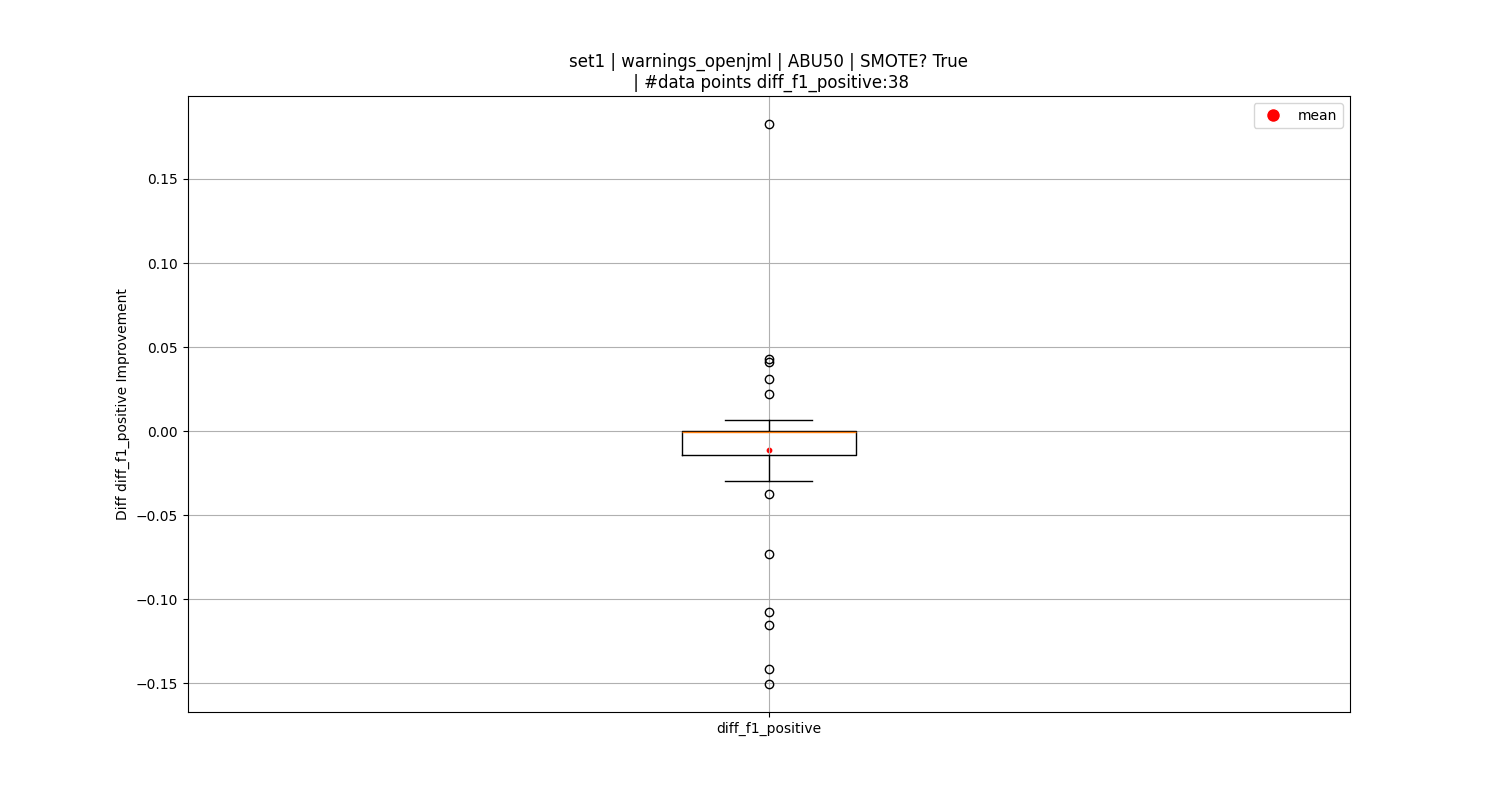 set1 | warnings_openjml | ABU50 | SMOTE? True
| #data points diff_f1_positive:38
mean
0.15
0.10
0.05
0.00
−0.05
−0.10
−0.15
Diff diff_f1_positive Improvement
diff_f1_positive